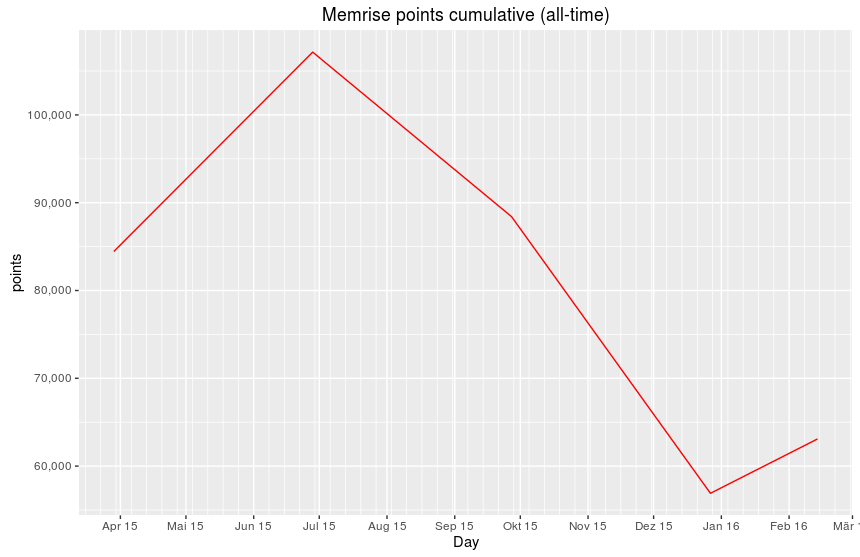 Memrise points cumulative (all-time)
points
100,000
90,000
80,000
70,000
60,000
Apr 15 Mai 15 Jun 15 Jul 15 Aug 15 Sep 15 Okt 15 Nov 15 Dez 15 Jan 16 Feb 16 Mär 1
Day